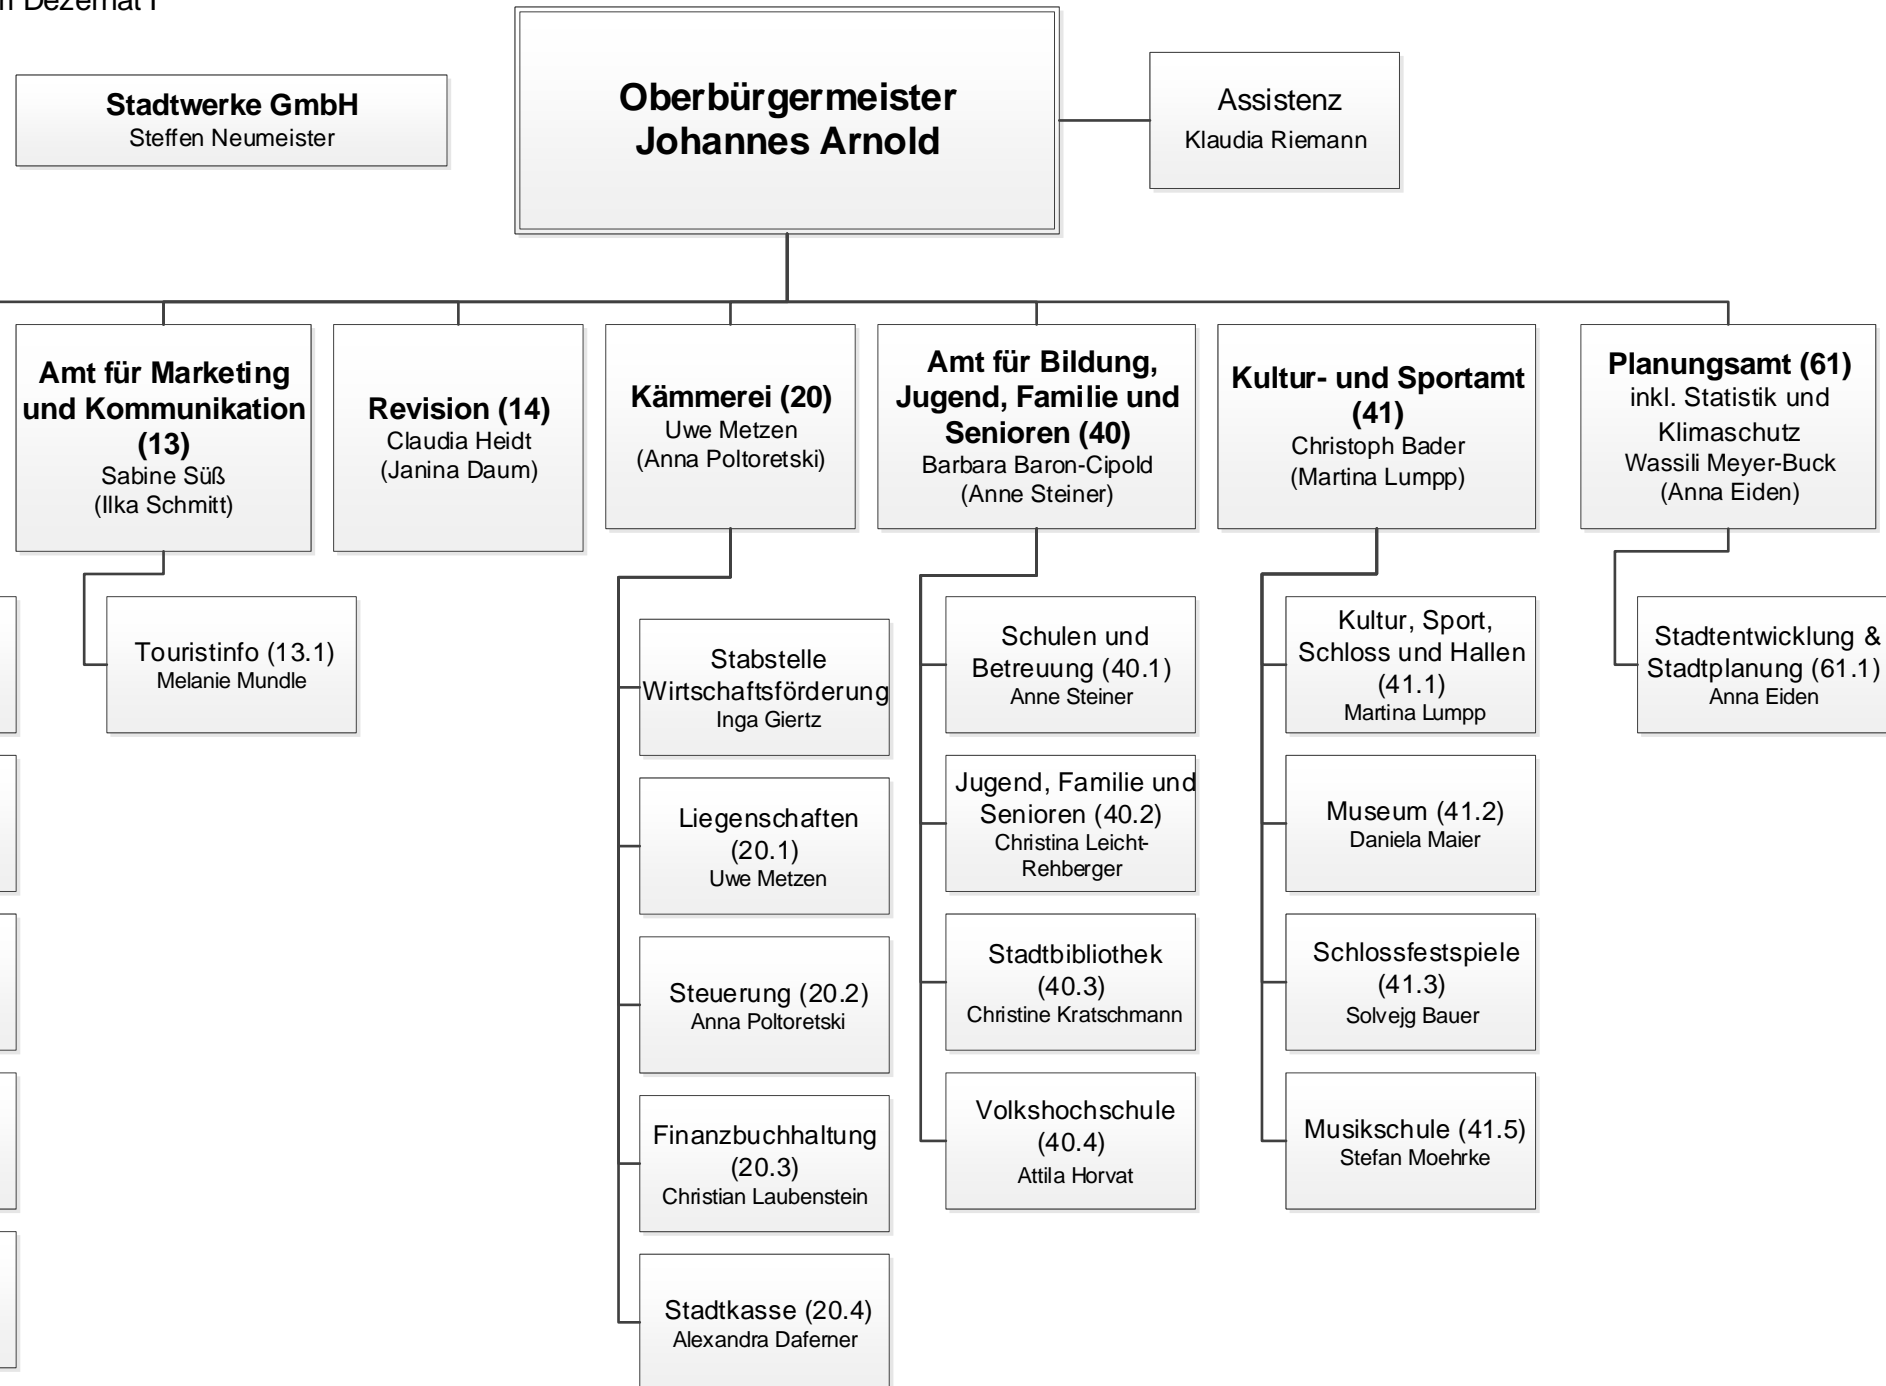 Dezernat I
Stadtwerke GmbH
Steffen Neumeister
Oberbürgermeister
Johannes Arnold
Assistenz
Klaudia Riemann
Amt für Marketing
und Kommunikation
(13)
Sabine Süß
(Ilka Schmitt)
Revision (14)
Claudia Heidt
(Janina Daum)
Kämmerei (20)
Uwe Metzen
(Anna Poltoretski)
Amt für Bildung,
Jugend, Familie und
Senioren (40)
Barbara Baron-Cipold
(Anne Steiner)
Kultur- und Sportamt
(41)
Christoph Bader
(Martina Lumpp)
Planungsamt (61)
inkl. Statistik und
Klimaschutz
Wassili Meyer-Buck
(Anna Eiden)
Touristinfo (13.1)
Melanie Mundle
Stabstelle
Wirtschaftsförderung
Inga Giertz
Liegenschaften
(20.1)
Uwe Metzen
Steuerung (20.2)
Anna Poltoretski
Finanzbuchhaltung
(20.3)
Christian Laubenstein
Stadtkasse (20.4)
Alexandra Daferner
Schulen und
Betreuung (40.1)
Anne Steiner
Jugend, Familie und
Senioren (40.2)
Christina Leicht-
Rehberger
Stadtbibliothek
(40.3)
Christine Kratschmann
Volkshochschule
(40.4)
Attila Horvat
Kultur, Sport,
Schloss und Hallen
(41.1)
Martina Lumpp
Museum (41.2)
Daniela Maier
Schlossfestspiele
(41.3)
Solvejg Bauer
Musikschule (41.5)
Stefan Moehrke
Stadtentwicklung &
Stadtplanung (61.1)
Anna Eiden